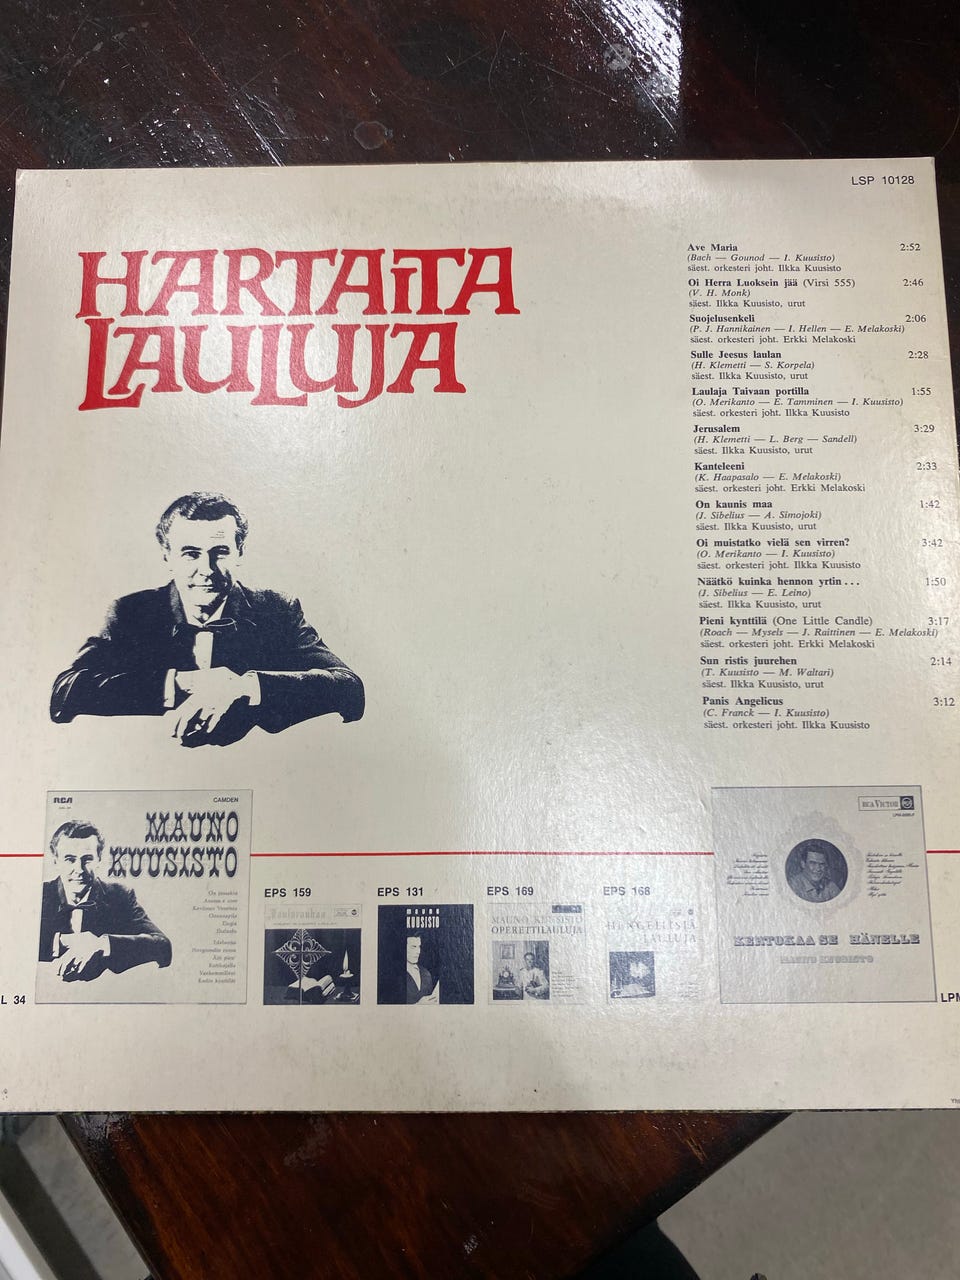 LSP 10128
HARTAITA
LAULUJA
Ave Maria 2:52
(Bach — Gounod — I. Kuusisto)
säest. orkesteri joht. Ilkka Kuusisto
Oi Herra Luoksein jää (Virsi 555) 2:46
(V. H. Monk)
säest. Ilkka Kuusisto, urut
Suojelusenkeli 2:06
(P. J. Hannikainen — I. Hellen — E. Melakoski)
säest. orkesteri joht. Erkki Melakoski
Sulle Jeesus laulan 2:28
(H. Klemetti — S. Korpela)
säest. Ilkka Kuusisto, urut
Laulaja Taivaan portilla 1:55
(O. Merikanto — E. Tamminen — I. Kuusisto)
säest. orkesteri joht. Ilkka Kuusisto
Jerusalem 3:29
(H. Klemetti — L. Berg — Sandell)
säest. Ilkka Kuusisto, urut
Kanteleeni 2:33
(K. Haapasalo — E. Melakoski)
säest. orkesteri joht. Erkki Melakoski
On kaunis maa 1:42
(J. Sibelius — A. Simojoki)
säest. Ilkka Kuusisto, urut
Oi muistatko vielä sen virren? 3:42
(O. Merikanto — I. Kuusisto)
säest. orkesteri joht. Ilkka Kuusisto
Näätkö kuinka hennon yrtin . . . 1:50
(J. Sibelius — E. Leino)
säest. Ilkka Kuusisto, urut
Pieni kynttilä (One Little Candle) 3:17
(Roach — Mysels — J. Raittinen — E. Melakoski)
säest. orkesteri joht. Erkki Melakoski
Sun ristis juurehen 2:14
(T. Kuusisto — M. Waltari)
säest. Ilkka Kuusisto, urut
Panis Angelicus 3:12
(C. Franck — I. Kuusisto)
säest. orkesteri joht. Ilkka Kuusisto
RCA CAMDEN
MAUNO
KUUSISTO
L 34
EPS 159
Joulurauhaa
EPS 131
MAUNO
KUUSISTO
EPS 169
MAUNO KUUSISTO
OPERETTILAULUJA
EPS 168
HENGELLISIÄ
LAULUJA
RCA VICTOR
KERTOKAA SE HÄNELLE
MAUNO KUUSISTO
LPM